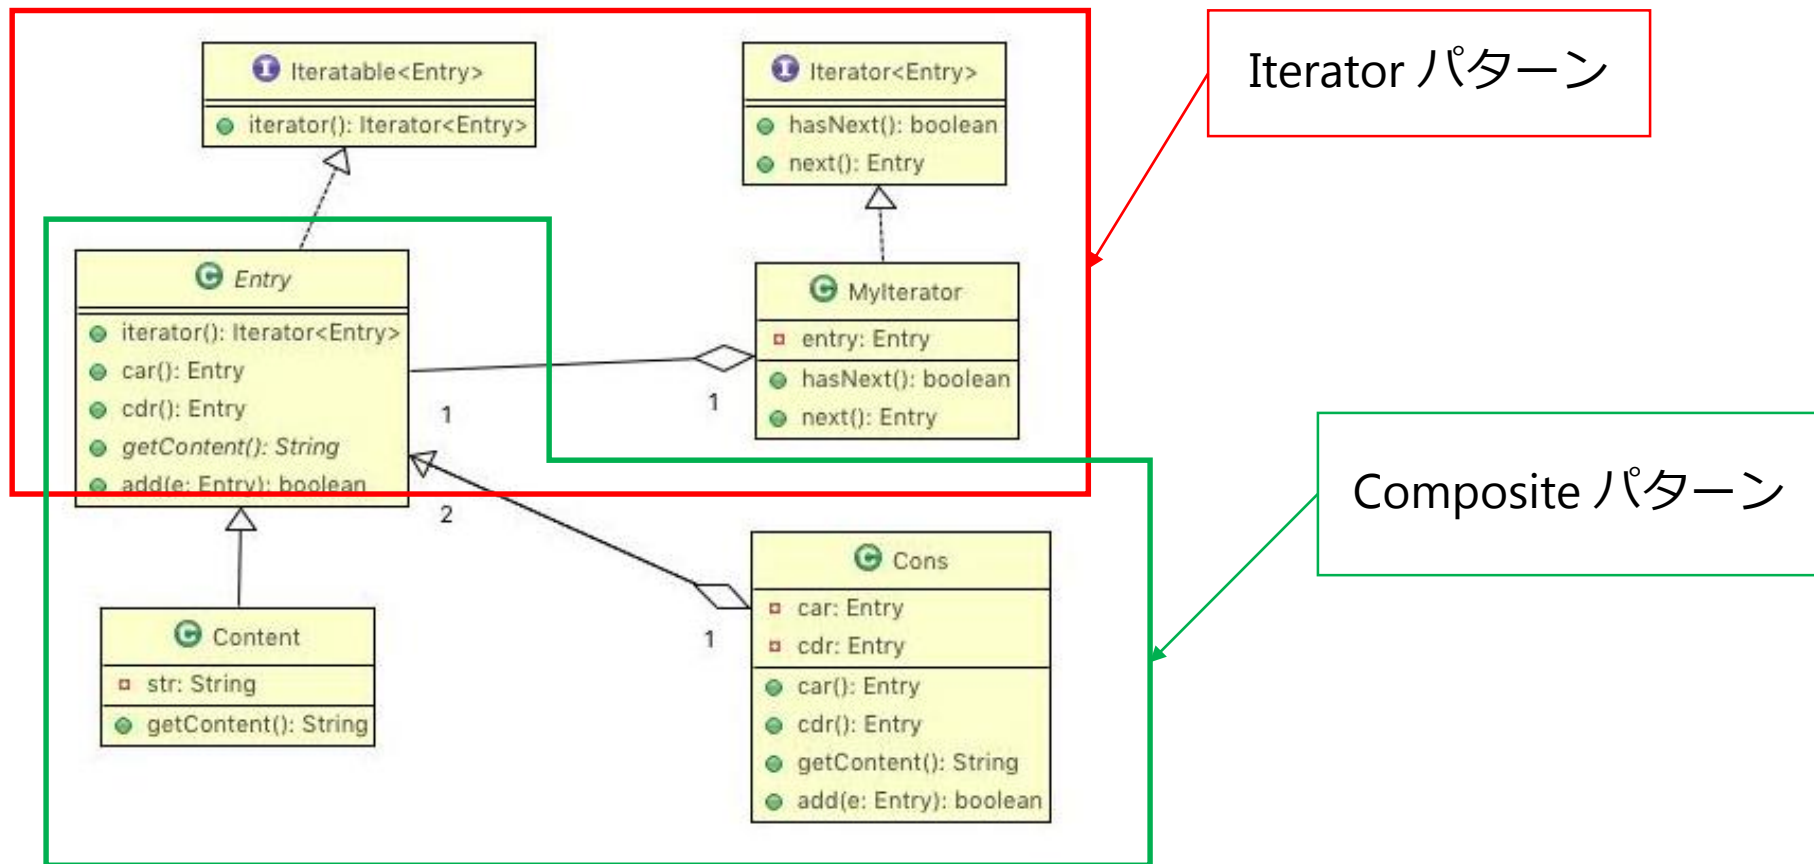 Iteratable<Entry>
iterator(): Iterator<Entry>
Iterator<Entry>
hasNext(): boolean
next(): Entry
Iterator パターン
Entry
iterator(): Iterator<Entry>
car(): Entry
cdr(): Entry
getContent(): String
add(e: Entry): boolean
MyIterator
entry: Entry
hasNext(): boolean
next(): Entry
1
1
2
1
Composite パターン
Content
str: String
getContent(): String
Cons
car: Entry
cdr: Entry
car(): Entry
cdr(): Entry
getContent(): String
add(e: Entry): boolean